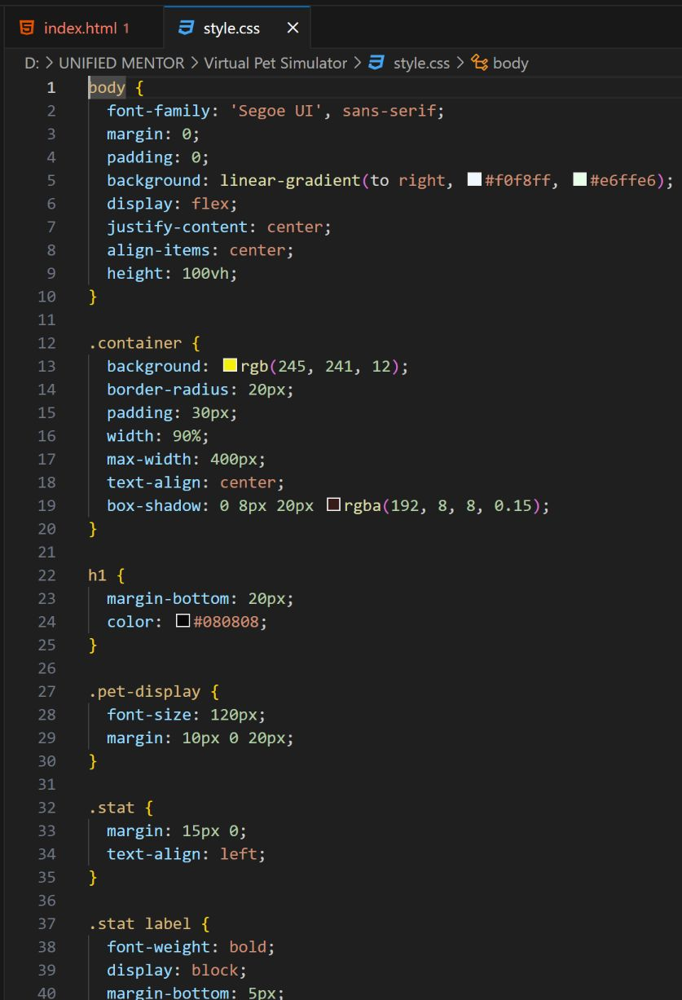 index.html 1
style.css
D: > UNIFIED MENTOR > Virtual Pet Simulator > style.css > body
1 body {
2 font-family: 'Segoe UI', sans-serif;
3 margin: 0;
4 padding: 0;
5 background: linear-gradient(to right, #f0f8ff, #e6ffe6);
6 display: flex;
7 justify-content: center;
8 align-items: center;
9 height: 100vh;
10 }
11
12 .container {
13 background: rgb(245, 241, 12);
14 border-radius: 20px;
15 padding: 30px;
16 width: 90%;
17 max-width: 400px;
18 text-align: center;
19 box-shadow: 0 8px 20px rgba(192, 8, 8, 0.15);
20 }
21
22 h1 {
23 margin-bottom: 20px;
24 color: #080808;
25 }
26
27 .pet-display {
28 font-size: 120px;
29 margin: 10px 0 20px;
30 }
31
32 .stat {
33 margin: 15px 0;
34 text-align: left;
35 }
36
37 .stat label {
38 font-weight: bold;
39 display: block;
40 margin-bottom: 5px;